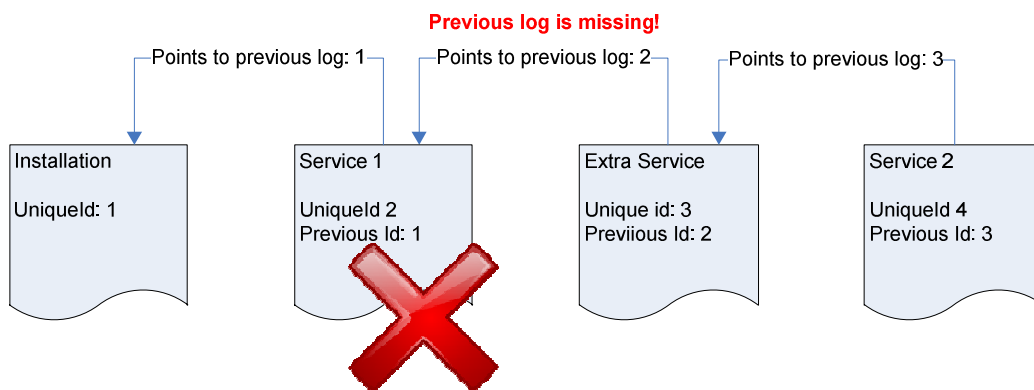 Previous log is missing!
Points to previous log: 1
Points to previous log: 2
Points to previous log: 3
Installation
UniqueId: 1
Service 1
UniqueId 2
Previous Id: 1
Extra Service
Unique id: 3
Previious Id: 2
Service 2
UniqueId 4
Previous Id: 3